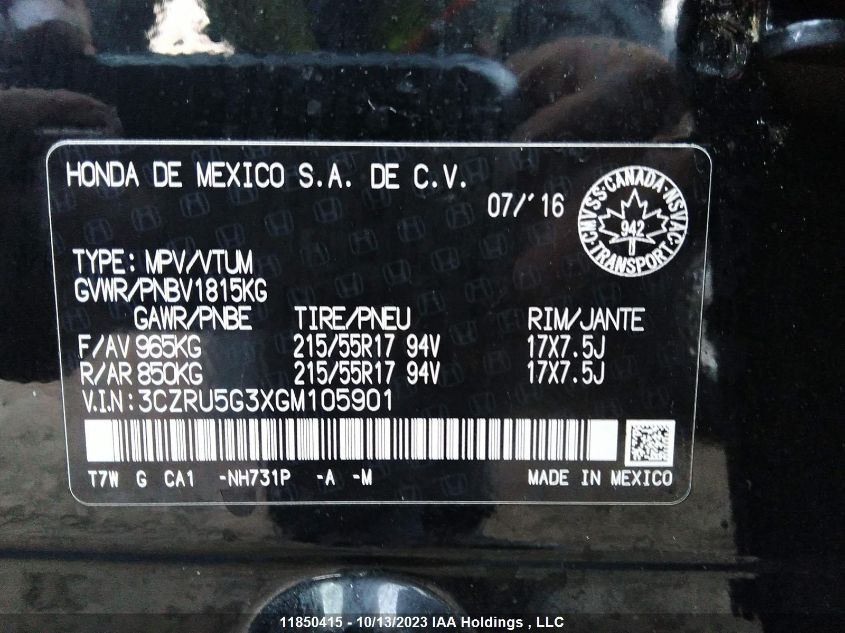 HONDA DE MEXICO S.A. DE C.V.
07/'16
CMVSS·CANADA·NSVAC
942
TRANSPORT
TYPE: MPV/VTUM
GVWR/PNBV1815KG
GAWR/PNBE TIRE/PNEU RIM/JANTE
F/AV 965KG 215/55R17 94V 17X7.5J
R/AR 850KG 215/55R17 94V 17X7.5J
V.I.N: 3CZRU5G3XGM105901
T7W G CA1 -NH731P -A -M MADE IN MEXICO
11850415 - 10/13/2023 IAA Holdings , LLC